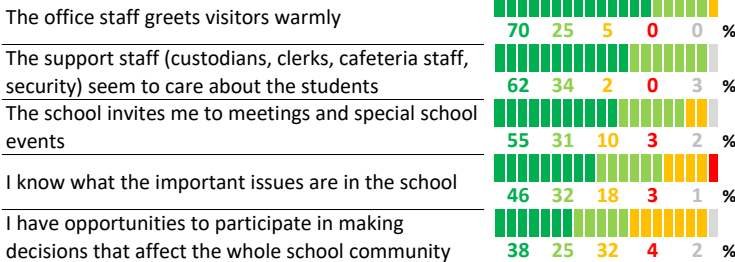 The office staff greets visitors warmly
70 25 5 0 0 %
The support staff (custodians, clerks, cafeteria staff,
security) seem to care about the students
62 34 2 0 3 %
The school invites me to meetings and special school
events
55 31 10 3 2 %
I know what the important issues are in the school
46 32 18 3 1 %
I have opportunities to participate in making
decisions that affect the whole school community
38 25 32 4 2 %